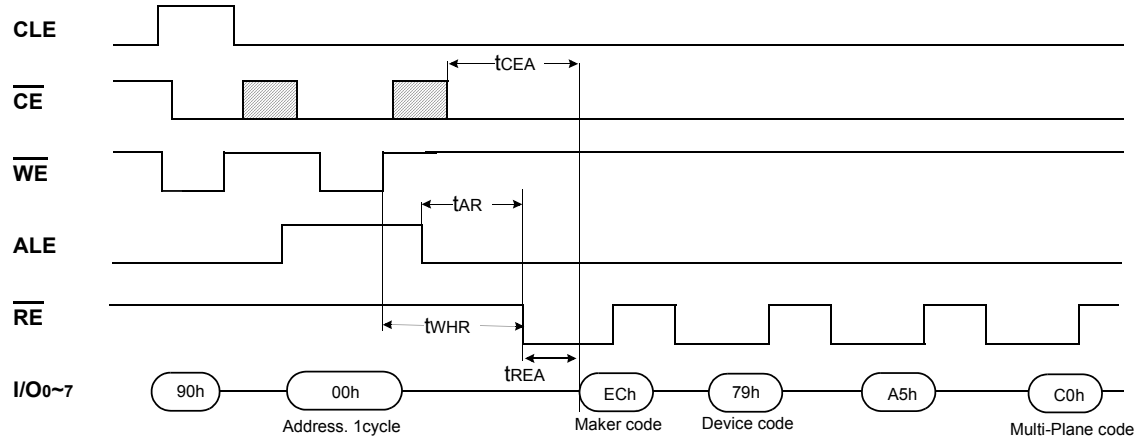 CLE
tCEA
CE
WE
tAR
ALE
RE
tWHR
tREA
I/O0~7
90h
00h
ECh
79h
A5h
C0h
Address. 1cycle
Maker code
Device code
Multi-Plane code